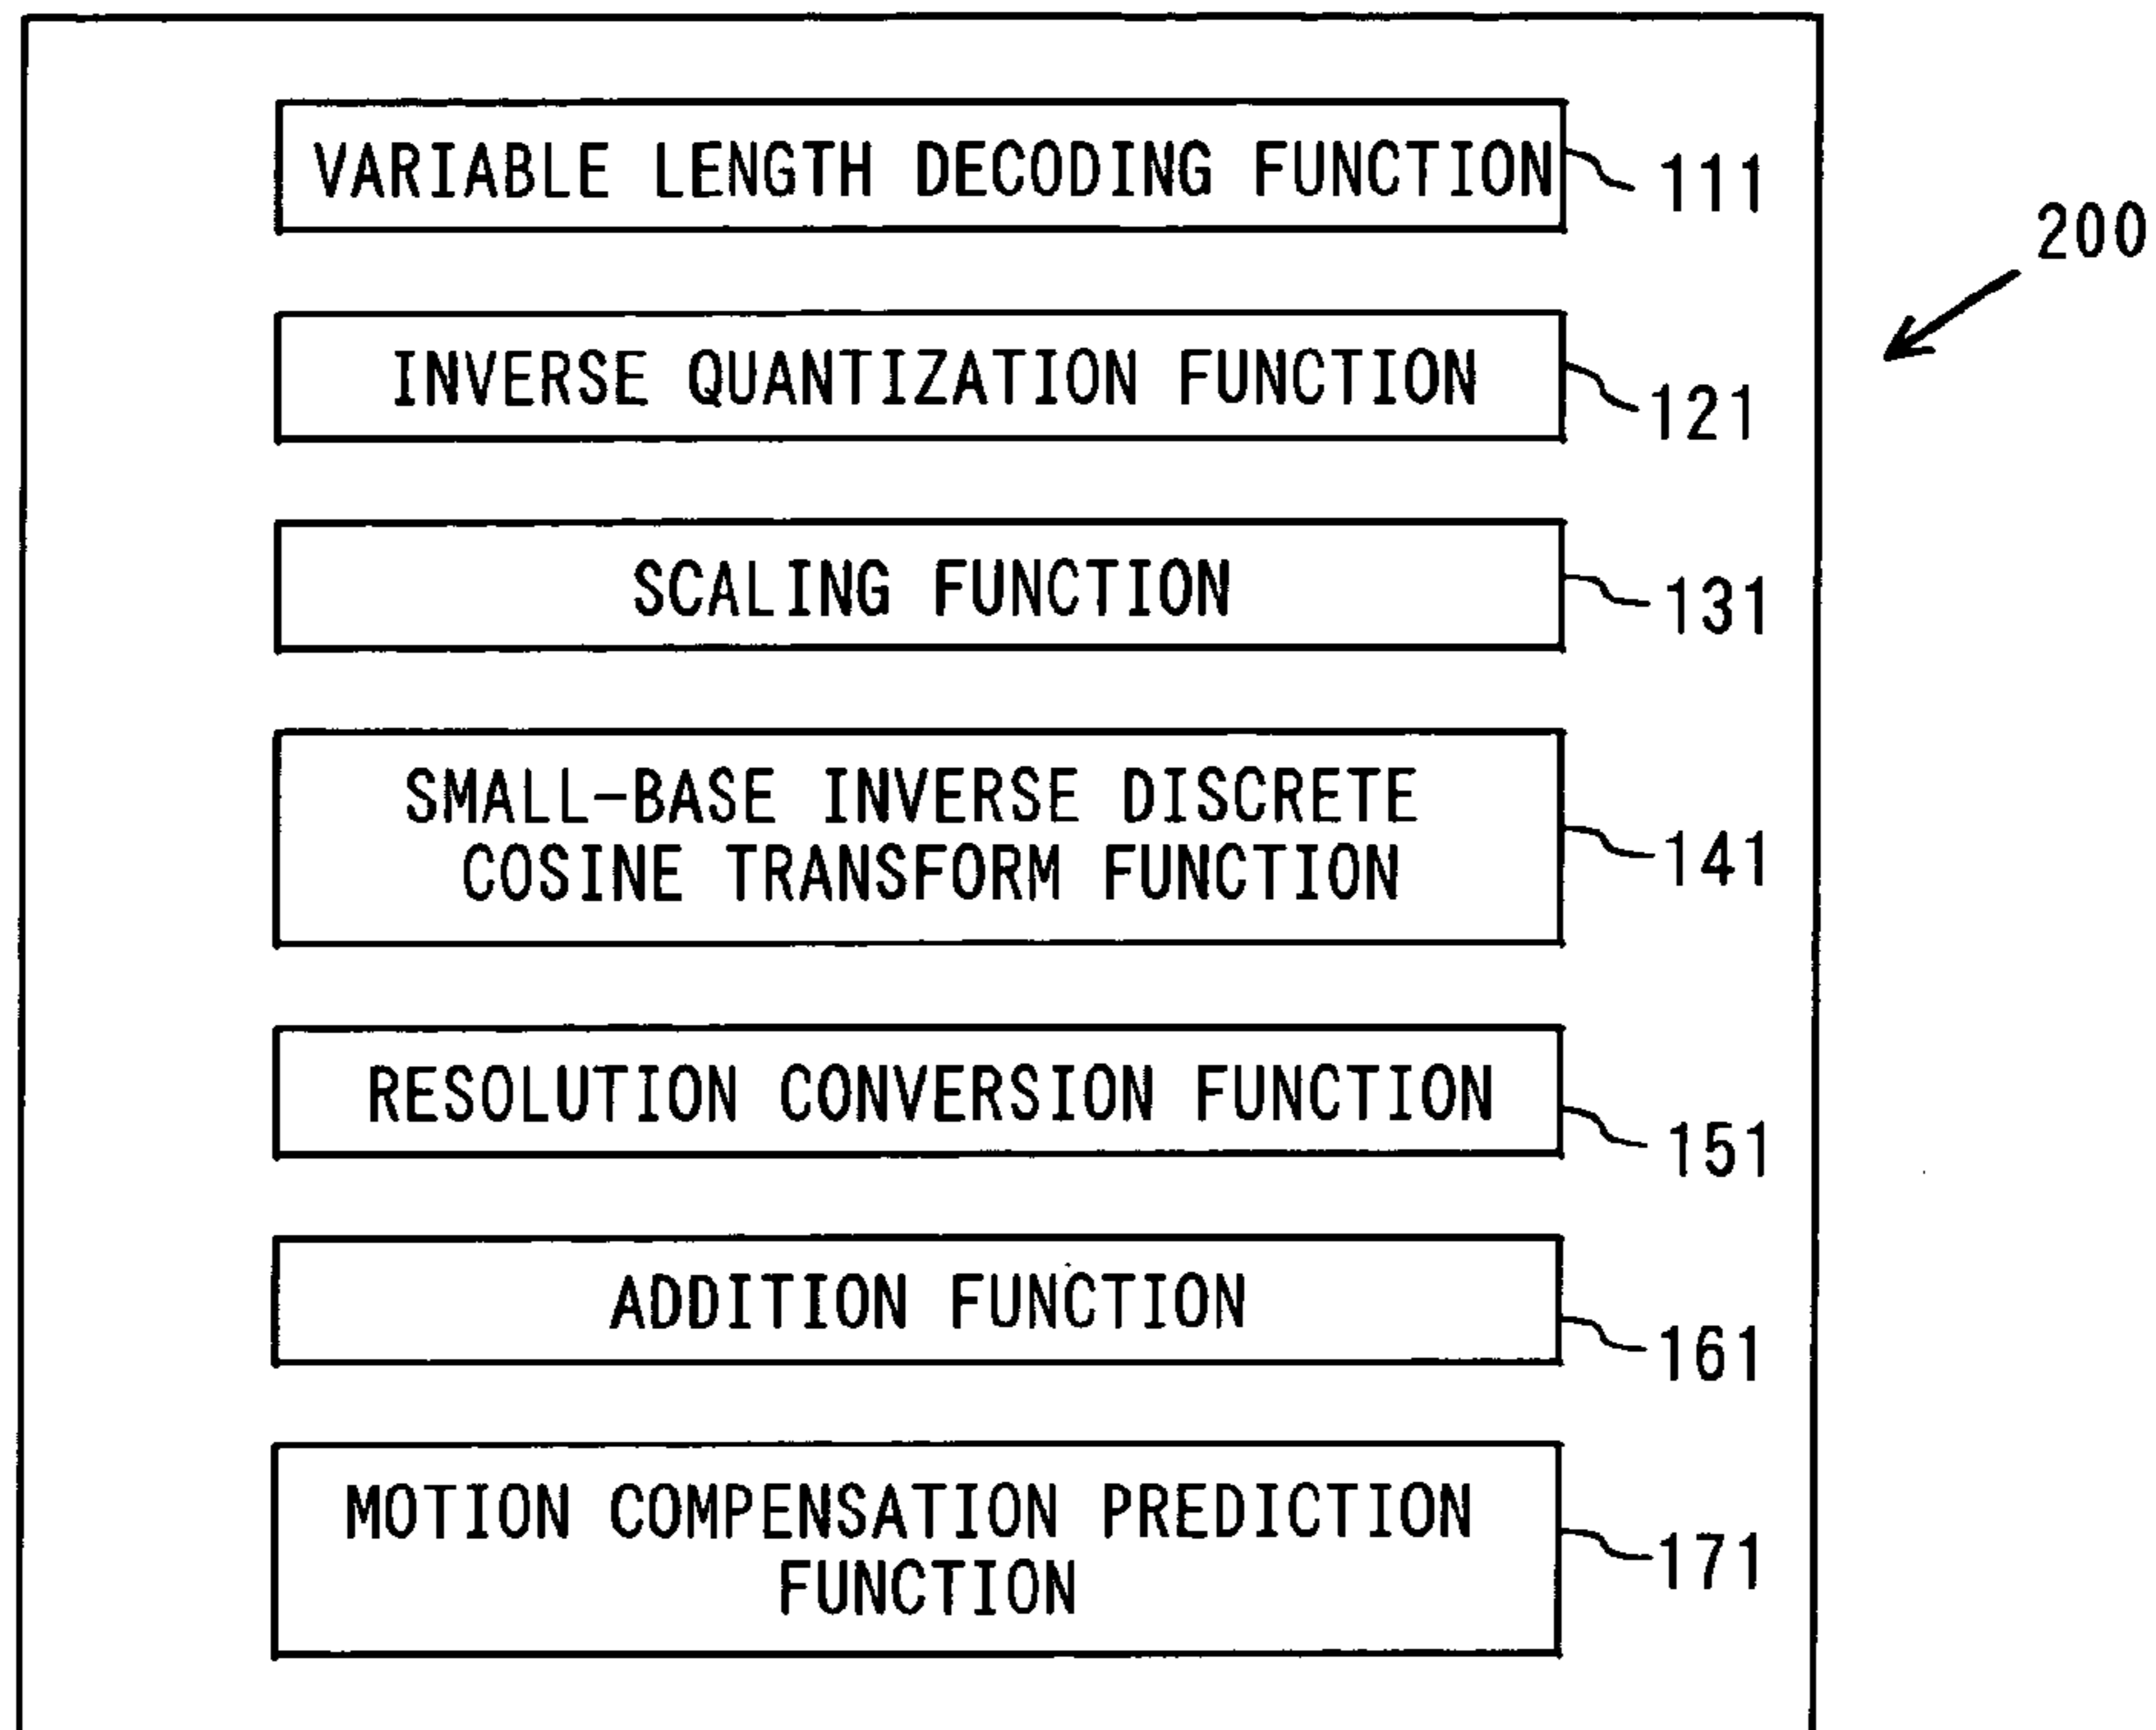 VARIABLE LENGTH DECODING FUNCTION
111
200
INVERSE QUANTIZATION FUNCTION
121
SCALING FUNCTION
131
SMALL-BASE INVERSE DISCRETE
COSINE TRANSFORM FUNCTION
141
RESOLUTION CONVERSION FUNCTION
151
ADDITION FUNCTION
161
MOTION COMPENSATION PREDICTION
FUNCTION
171